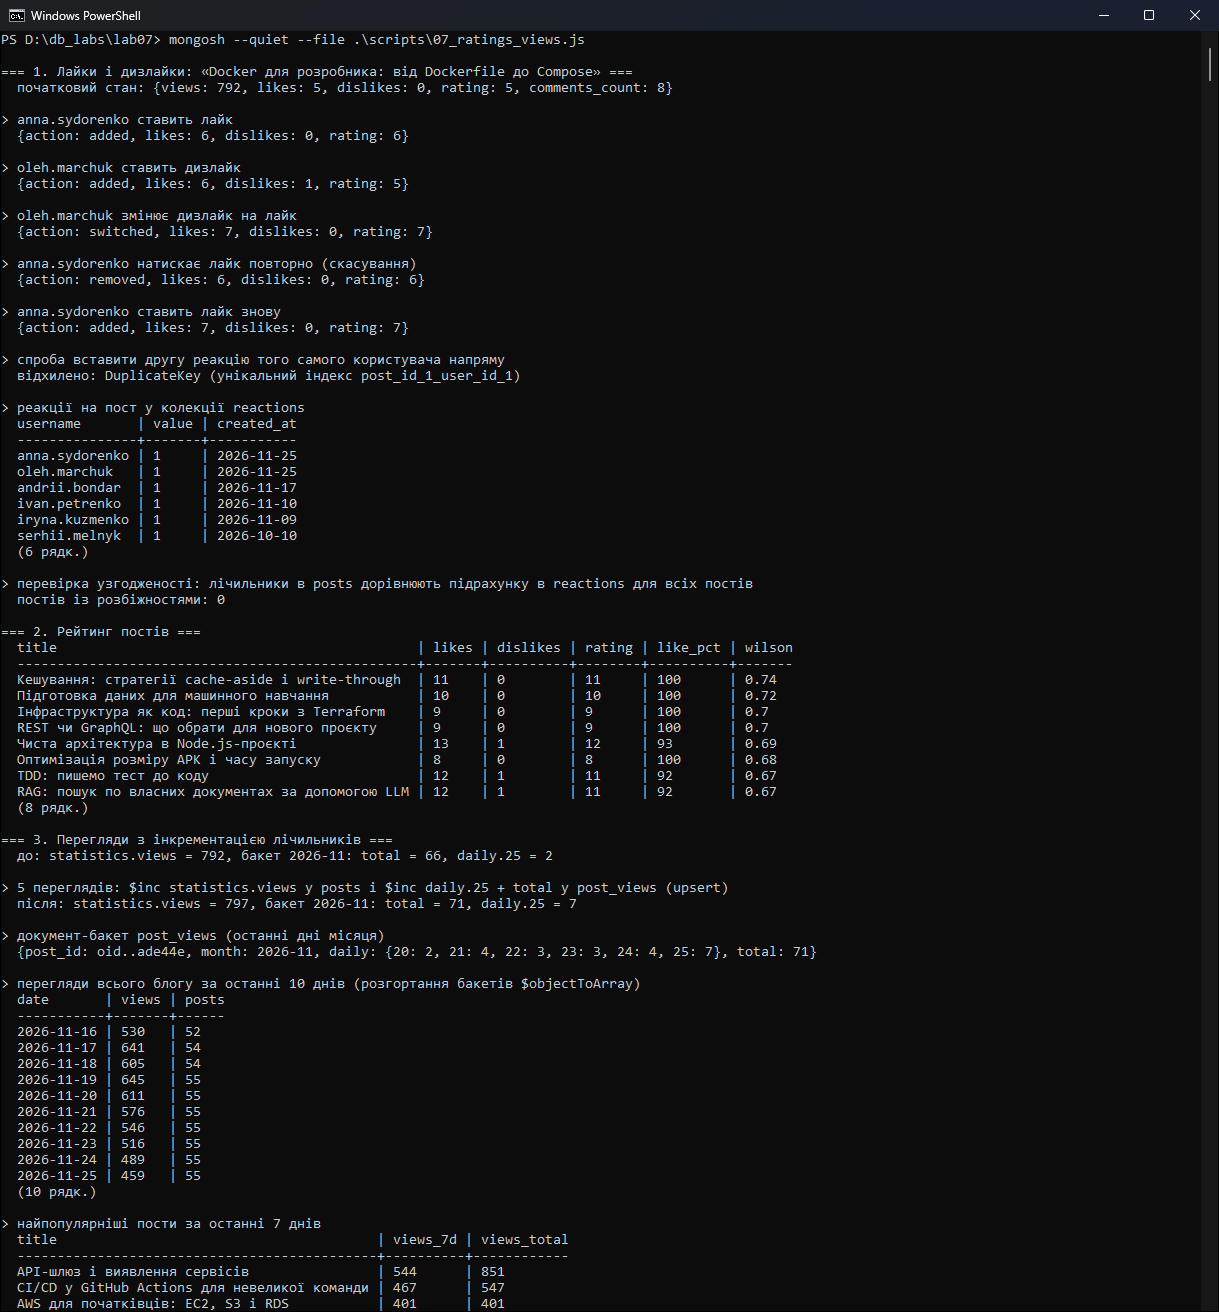 Windows PowerShell
PS D:\db_labs\lab07> mongosh --quiet --file .\scripts\07_ratings_views.js
=== 1. Лайки і дизлайки: «Docker для розробника: від Dockerfile до Compose» ===
  початковий стан: {views: 792, likes: 5, dislikes: 0, rating: 5, comments_count: 8}
> anna.sydorenko ставить лайк
  {action: added, likes: 6, dislikes: 0, rating: 6}
> oleh.marchuk ставить дизлайк
  {action: added, likes: 6, dislikes: 1, rating: 5}
> oleh.marchuk змінює дизлайк на лайк
  {action: switched, likes: 7, dislikes: 0, rating: 7}
> anna.sydorenko натискає лайк повторно (скасування)
  {action: removed, likes: 6, dislikes: 0, rating: 6}
> anna.sydorenko ставить лайк знову
  {action: added, likes: 7, dislikes: 0, rating: 7}
> спроба вставити другу реакцію того самого користувача напряму
  відхилено: DuplicateKey (унікальний індекс post_id_1_user_id_1)
> реакції на пост у колекції reactions
  username       | value | created_at
  ---------------+-------+-----------
  anna.sydorenko | 1     | 2026-11-25
  oleh.marchuk   | 1     | 2026-11-25
  andrii.bondar  | 1     | 2026-11-17
  ivan.petrenko  | 1     | 2026-11-10
  iryna.kuzmenko | 1     | 2026-11-09
  serhii.melnyk  | 1     | 2026-10-10
  (6 рядк.)
> перевірка узгодженості: лічильники в posts дорівнюють підрахунку в reactions для всіх постів
  постів із розбіжностями: 0
=== 2. Рейтинг постів ===
  title                                             | likes | dislikes | rating | like_pct | wilson
  --------------------------------------------------+-------+----------+--------+----------+-------
  Кешування: стратегії cache-aside і write-through  | 11    | 0        | 11     | 100      | 0.74
  Підготовка даних для машинного навчання           | 10    | 0        | 10     | 100      | 0.72
  Інфраструктура як код: перші кроки з Terraform    | 9     | 0        | 9      | 100      | 0.7
  REST чи GraphQL: що обрати для нового проєкту     | 9     | 0        | 9      | 100      | 0.7
  Чиста архітектура в Node.js-проєкті               | 13    | 1        | 12     | 93       | 0.69
  Оптимізація розміру APK і часу запуску            | 8     | 0        | 8      | 100      | 0.68
  TDD: пишемо тест до коду                          | 12    | 1        | 11     | 92       | 0.67
  RAG: пошук по власних документах за допомогою LLM | 12    | 1        | 11     | 92       | 0.67
  (8 рядк.)
=== 3. Перегляди з інкрементацією лічильників ===
  до: statistics.views = 792, бакет 2026-11: total = 66, daily.25 = 2
> 5 переглядів: $inc statistics.views у posts і $inc daily.25 + total у post_views (upsert)
  після: statistics.views = 797, бакет 2026-11: total = 71, daily.25 = 7
> документ-бакет post_views (останні дні місяця)
  {post_id: oid..ade44e, month: 2026-11, daily: {20: 2, 21: 4, 22: 3, 23: 3, 24: 4, 25: 7}, total: 71}
> перегляди всього блогу за останні 10 днів (розгортання бакетів $objectToArray)
  date       | views | posts
  -----------+-------+------
  2026-11-16 | 530   | 52
  2026-11-17 | 641   | 54
  2026-11-18 | 605   | 54
  2026-11-19 | 645   | 55
  2026-11-20 | 611   | 55
  2026-11-21 | 576   | 55
  2026-11-22 | 546   | 55
  2026-11-23 | 516   | 55
  2026-11-24 | 489   | 55
  2026-11-25 | 459   | 55
  (10 рядк.)
> найпопулярніші пости за останні 7 днів
  title                                        | views_7d | views_total
  ---------------------------------------------+----------+------------
  API-шлюз і виявлення сервісів                | 544      | 851
  CI/CD у GitHub Actions для невеликої команди | 467      | 547
  AWS для початківців: EC2, S3 і RDS           | 401      | 401